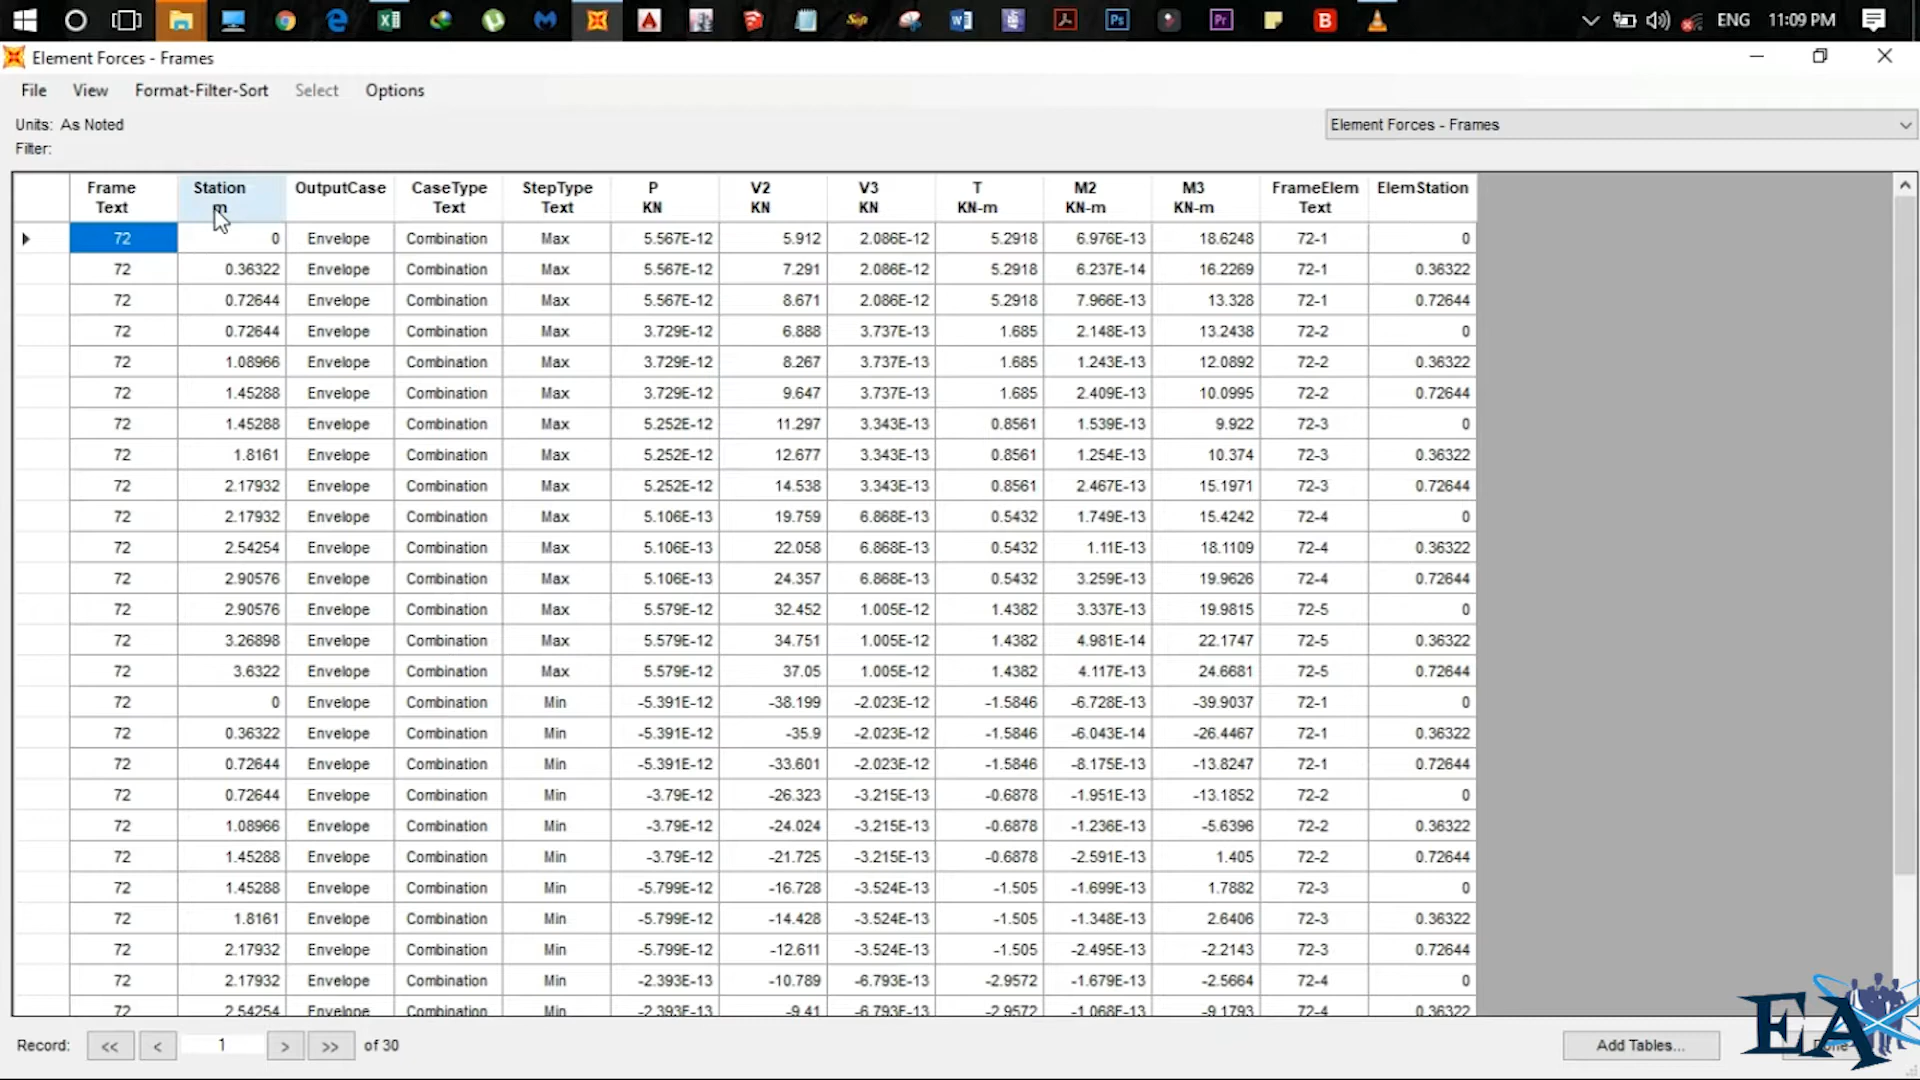 ENG 11:09 PM
Element Forces - Frames
File View Format-Filter-Sort Select Options
Units: As Noted
Element Forces - Frames
Filter:
Frame Station OutputCase CaseType StepType P V2 V3 T M2 M3 FrameElem ElemStation
Text m Text Text KN KN KN KN-m KN-m KN-m Text
72 0 Envelope Combination Max 5.567E-12 5.912 2.086E-12 5.2918 6.976E-13 18.6248 72-1 0
72 0.36322 Envelope Combination Max 5.567E-12 7.291 2.086E-12 5.2918 6.237E-14 16.2269 72-1 0.36322
72 0.72644 Envelope Combination Max 5.567E-12 8.671 2.086E-12 5.2918 7.966E-13 13.328 72-1 0.72644
72 0.72644 Envelope Combination Max 3.729E-12 6.888 3.737E-13 1.685 2.148E-13 13.2438 72-2 0
72 1.08966 Envelope Combination Max 3.729E-12 8.267 3.737E-13 1.685 1.243E-13 12.0892 72-2 0.36322
72 1.45288 Envelope Combination Max 3.729E-12 9.647 3.737E-13 1.685 2.409E-13 10.0995 72-2 0.72644
72 1.45288 Envelope Combination Max 5.252E-12 11.297 3.343E-13 0.8561 1.539E-13 9.922 72-3 0
72 1.8161 Envelope Combination Max 5.252E-12 12.677 3.343E-13 0.8561 1.254E-13 10.374 72-3 0.36322
72 2.17932 Envelope Combination Max 5.252E-12 14.538 3.343E-13 0.8561 2.467E-13 15.1971 72-3 0.72644
72 2.17932 Envelope Combination Max 5.106E-13 19.759 6.868E-13 0.5432 1.749E-13 15.4242 72-4 0
72 2.54254 Envelope Combination Max 5.106E-13 22.058 6.868E-13 0.5432 1.11E-13 18.1109 72-4 0.36322
72 2.90576 Envelope Combination Max 5.106E-13 24.357 6.868E-13 0.5432 3.259E-13 19.9626 72-4 0.72644
72 2.90576 Envelope Combination Max 5.579E-12 32.452 1.005E-12 1.4382 3.337E-13 19.9815 72-5 0
72 3.26898 Envelope Combination Max 5.579E-12 34.751 1.005E-12 1.4382 4.981E-14 22.1747 72-5 0.36322
72 3.6322 Envelope Combination Max 5.579E-12 37.05 1.005E-12 1.4382 4.117E-13 24.6681 72-5 0.72644
72 0 Envelope Combination Min -5.391E-12 -38.199 -2.023E-12 -1.5846 -6.728E-13 -39.9037 72-1 0
72 0.36322 Envelope Combination Min -5.391E-12 -35.9 -2.023E-12 -1.5846 -6.043E-14 -26.4467 72-1 0.36322
72 0.72644 Envelope Combination Min -5.391E-12 -33.601 -2.023E-12 -1.5846 -8.175E-13 -13.8247 72-1 0.72644
72 0.72644 Envelope Combination Min -3.79E-12 -26.323 -3.215E-13 -0.6878 -1.951E-13 -13.1852 72-2 0
72 1.08966 Envelope Combination Min -3.79E-12 -24.024 -3.215E-13 -0.6878 -1.236E-13 -5.6396 72-2 0.36322
72 1.45288 Envelope Combination Min -3.79E-12 -21.725 -3.215E-13 -0.6878 -2.591E-13 1.405 72-2 0.72644
72 1.45288 Envelope Combination Min -5.799E-12 -16.728 -3.524E-13 -1.505 -1.699E-13 1.7882 72-3 0
72 1.8161 Envelope Combination Min -5.799E-12 -14.428 -3.524E-13 -1.505 -1.348E-13 2.6406 72-3 0.36322
72 2.17932 Envelope Combination Min -5.799E-12 -12.611 -3.524E-13 -1.505 -2.495E-13 -2.2143 72-3 0.72644
72 2.17932 Envelope Combination Min -2.393E-13 -10.789 -6.793E-13 -2.9572 -1.679E-13 -2.5664 72-4 0
72 2.54254 Envelope Combination Min -2.393E-13 -9.41 -6.793E-13 -2.9572 -1.068E-13 -9.1793 72-4 0.36322
Record: << < 1 > >> of 30 Add Tables... Done
EA